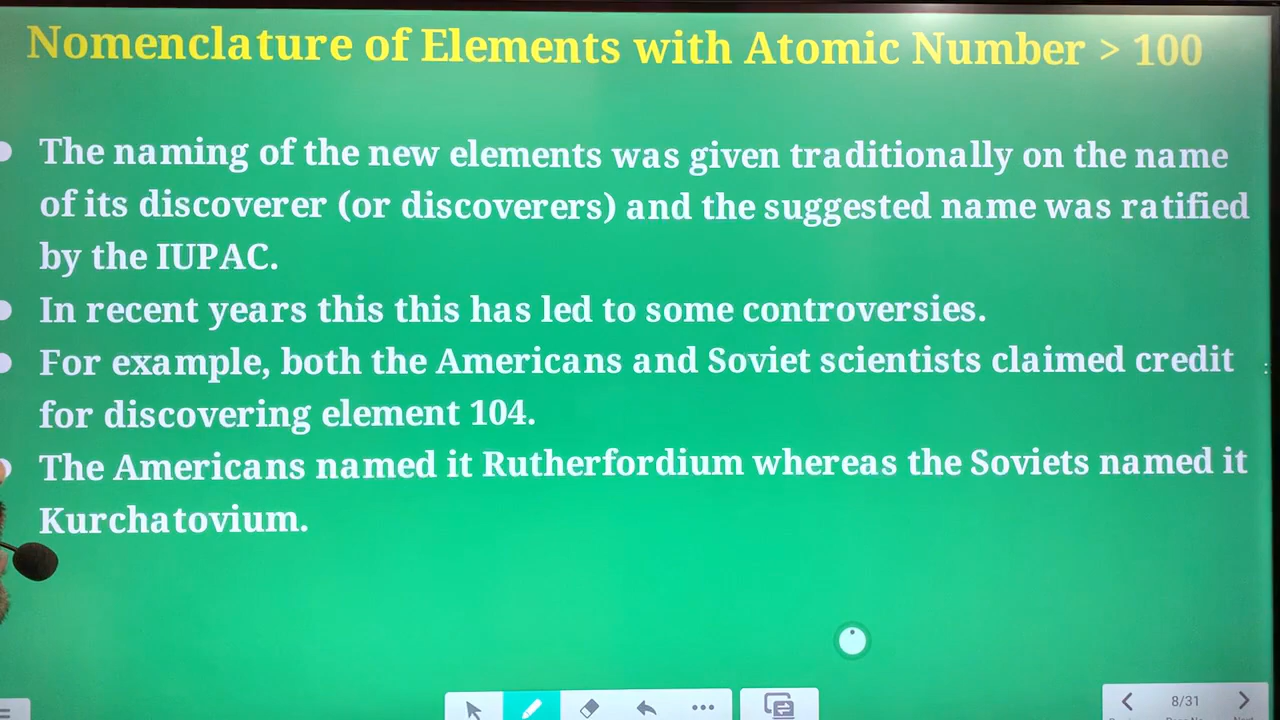 Nomenclature of Elements with Atomic Number > 100
The naming of the new elements was given traditionally on the name
of its discoverer (or discoverers) and the suggested name was ratified
by the IUPAC.
In recent years this this has led to some controversies.
For example, both the Americans and Soviet scientists claimed credit
for discovering element 104.
The Americans named it Rutherfordium whereas the Soviets named it
Kurchatovium.
8/31